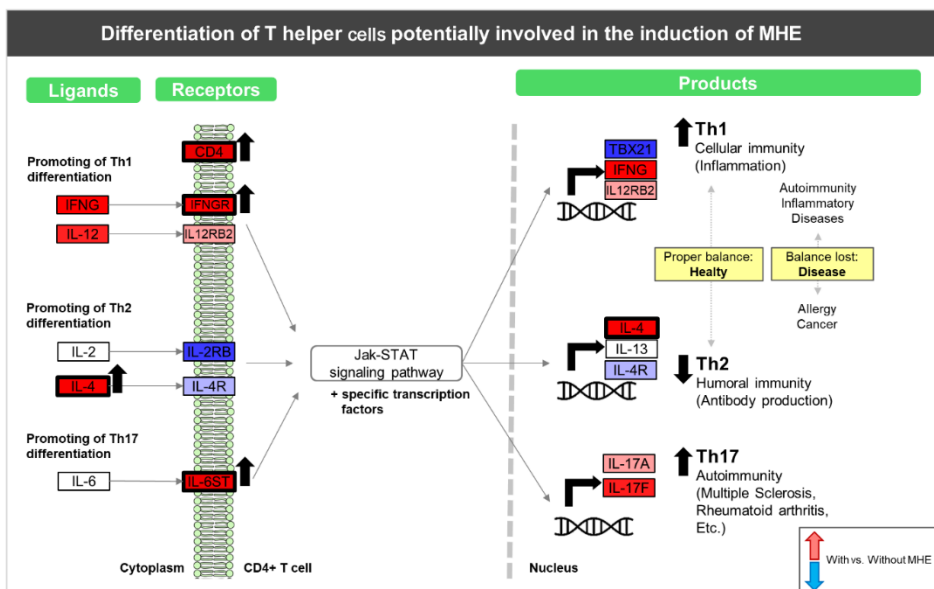 Differentiation of T helper cells potentially involved in the induction of MHE
Ligands
Receptors
Products
Promoting of Th1
differentiation
IFNG
IL-12
CD4
IFNGR
IL12RB2
Promoting of Th2
differentiation
IL-2
IL-4
IL-2RB
IL-4R
Promoting of Th17
differentiation
IL-6
IL-6ST
Cytoplasm
CD4+ T cell
Jak-STAT
signaling pathway
+ specific transcription
factors
Nucleus
TBX21
IFNG
IL12RB2
Th1
Cellular immunity
(Inflammation)
Autoimmunity
Inflammatory
Diseases
Proper balance:
Healty
Balance lost:
Disease
Allergy
Cancer
IL-4
IL-13
IL-4R
Th2
Humoral immunity
(Antibody production)
IL-17A
IL-17F
Th17
Autoimmunity
(Multiple Sclerosis,
Rheumatoid arthritis,
Etc.)
With vs. Without MHE